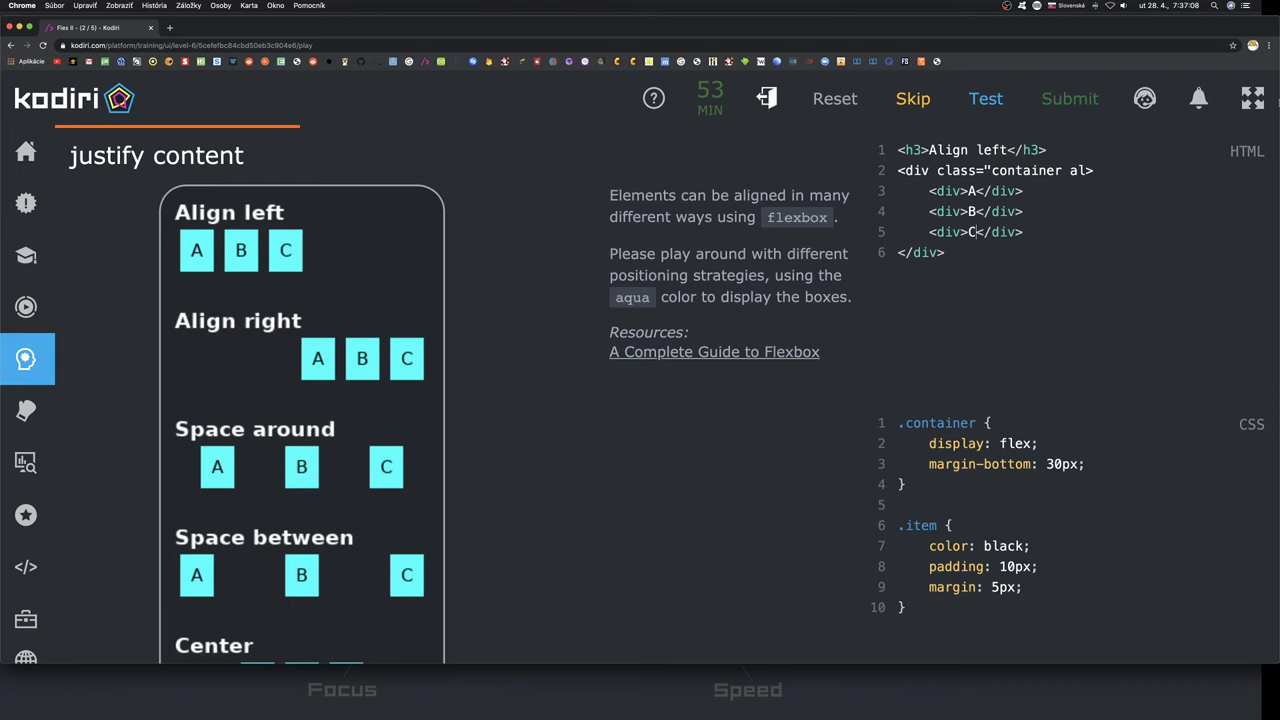 Chrome Súbor Upraviť Zobraziť História Záložky Osoby Karta Okno Pomocník Slovenská ut 28. 4., 7:37:08
Flex II - (2 / 5) - Kodiri
kodiri.com/platform/training/ui/level-6/5cefefbc84cbd50eb3c904e6/play
Aplikácie
kodiri
53
MIN
Reset
Skip
Test
Submit
justify content
Align left
A B C
Align right
A B C
Space around
A B C
Space between
A B C
Center
Elements can be aligned in many
different ways using flexbox.
Please play around with different
positioning strategies, using the
aqua color to display the boxes.
Resources:
A Complete Guide to Flexbox
HTML
1 <h3>Align left</h3>
2 <div class="container al>
3 <div>A</div>
4 <div>B</div>
5 <div>C</div>
6 </div>
CSS
1 .container {
2 display: flex;
3 margin-bottom: 30px;
4 }
5
6 .item {
7 color: black;
8 padding: 10px;
9 margin: 5px;
10 }
Focus
Speed